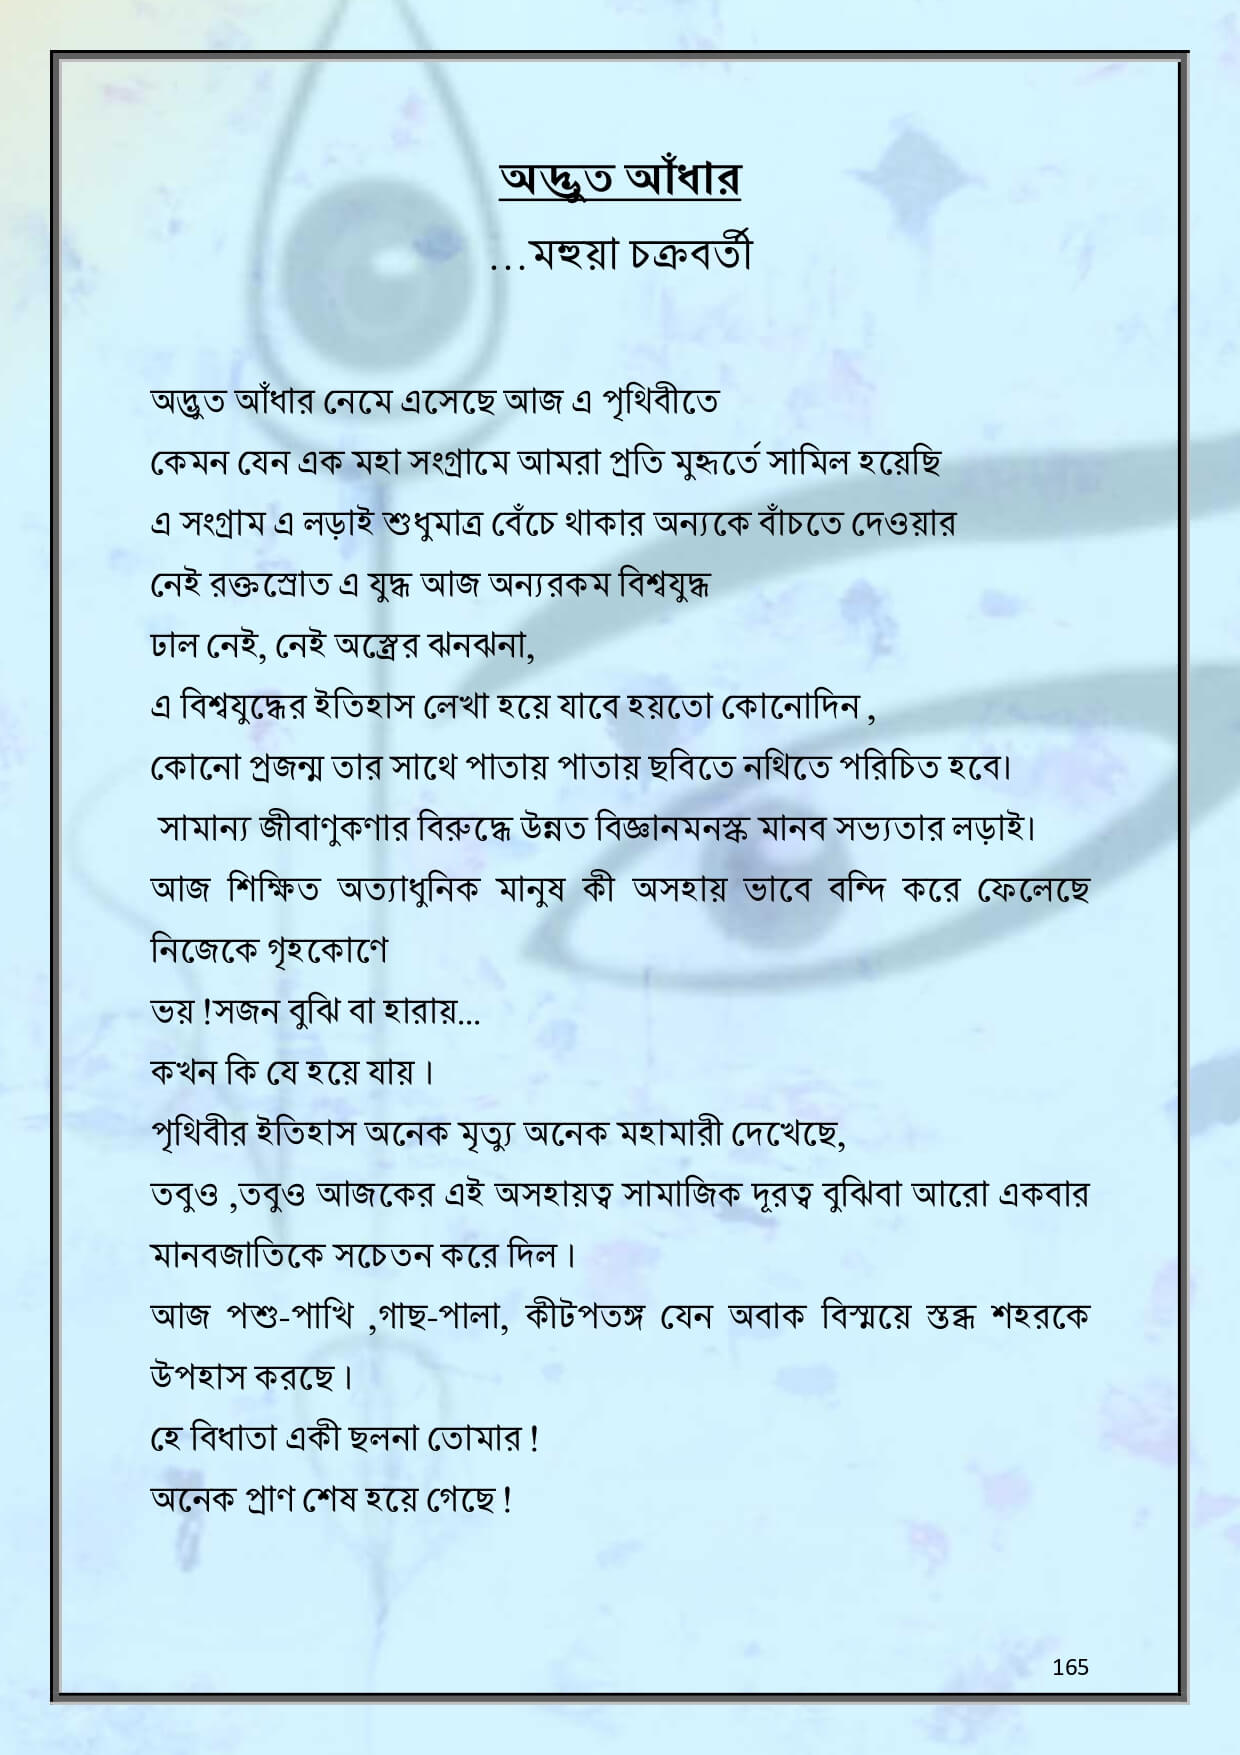 অদ্ভুত আঁধার
...মহুয়া চক্রবর্তী
অদ্ভুত আঁধার নেমে এসেছে আজ এ পৃথিবীতে
কেমন যেন এক মহা সংগ্রামে আমরা প্রতি মুহূর্তে সামিল হয়েছি
এ সংগ্রাম এ লড়াই শুধুমাত্র বেঁচে থাকার অন্যকে বাঁচতে দেওয়ার
নেই রক্তস্রোত এ যুদ্ধ আজ অন্যরকম বিশ্বযুদ্ধ
ঢাল নেই, নেই অস্ত্রের ঝনঝনা,
এ বিশ্বযুদ্ধের ইতিহাস লেখা হয়ে যাবে হয়তো কোনোদিন ,
কোনো প্রজন্ম তার সাথে পাতায় পাতায় ছবিতে নথিতে পরিচিত হবে।
সামান্য জীবাণুকণার বিরুদ্ধে উন্নত বিজ্ঞানমনস্ক মানব সভ্যতার লড়াই।
আজ শিক্ষিত অত্যাধুনিক মানুষ কী অসহায় ভাবে বন্দি করে ফেলেছে
নিজেকে গৃহকোণে
ভয় !সজন বুঝি বা হারায়...
কখন কি যে হয়ে যায় ।
পৃথিবীর ইতিহাস অনেক মৃত্যু অনেক মহামারী দেখেছে,
তবুও ,তবুও আজকের এই অসহায়ত্ব সামাজিক দূরত্ব বুঝিবা আরো একবার
মানবজাতিকে সচেতন করে দিল ।
আজ পশু-পাখি ,গাছ-পালা, কীটপতঙ্গ যেন অবাক বিস্ময়ে স্তব্ধ শহরকে
উপহাস করছে ।
হে বিধাতা একী ছলনা তোমার !
অনেক প্রাণ শেষ হয়ে গেছে !
165